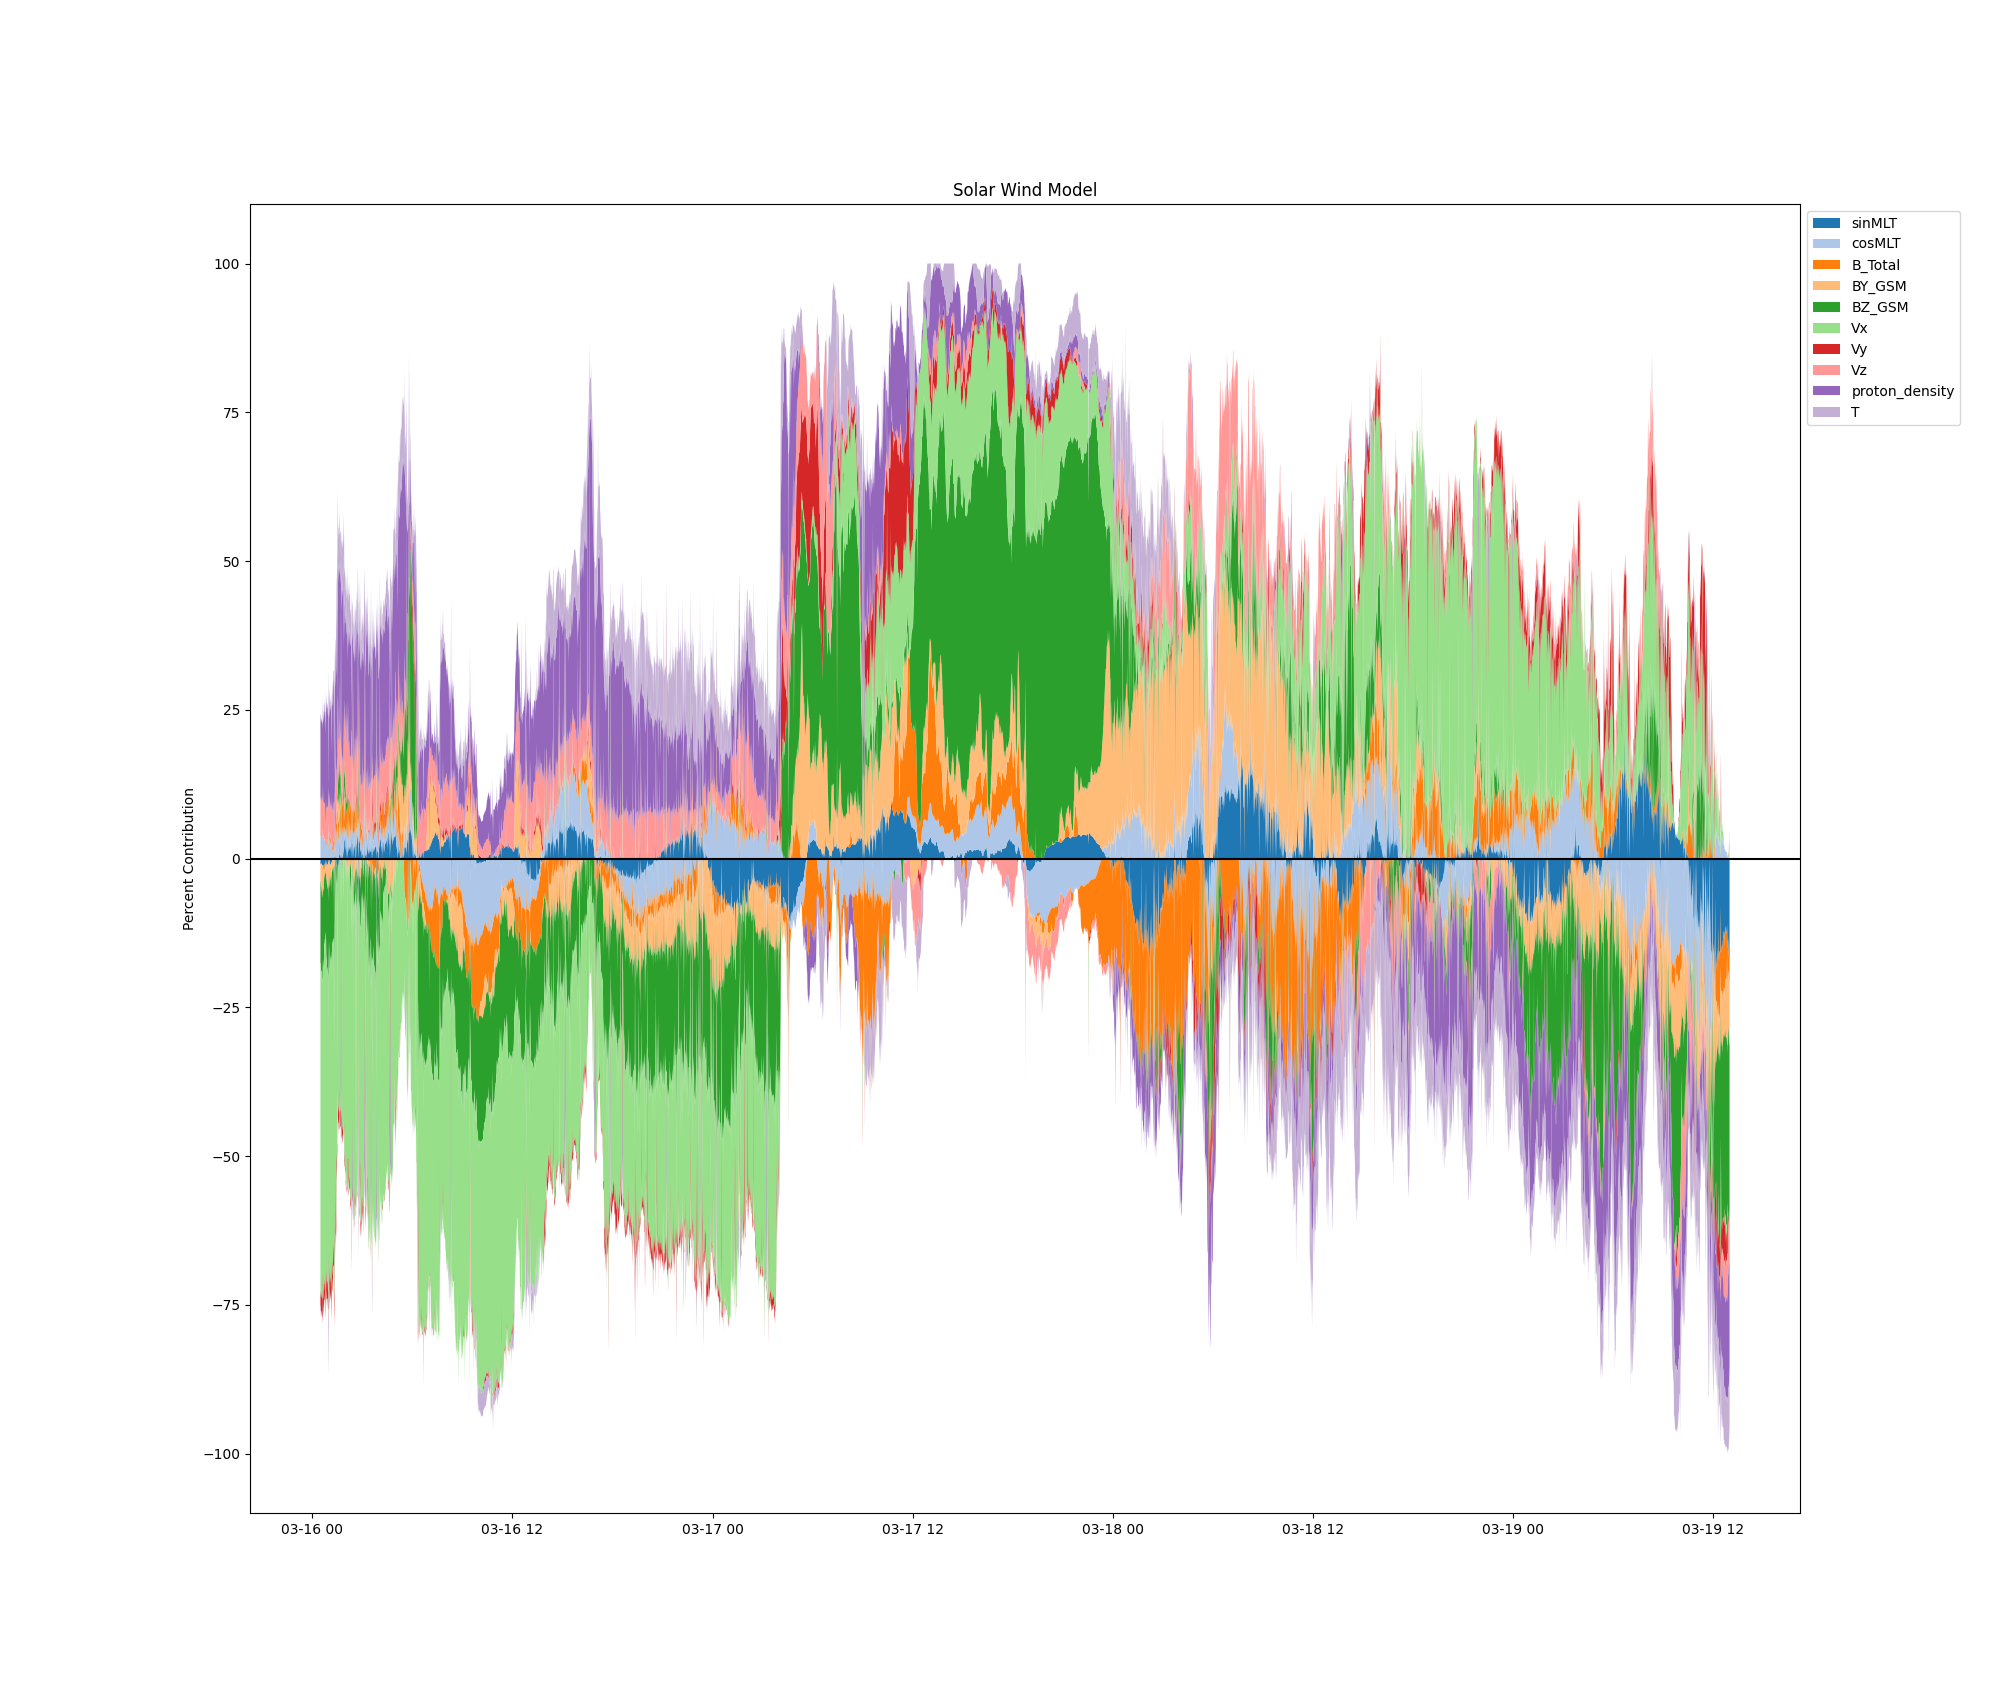 Solar Wind Model
sinMLT
cosMLT
B_Total
BY_GSM
BZ_GSM
Vx
Vy
Vz
proton_density
T
100
75
50
25
0
−25
−50
−75
−100
Percent Contribution
03-16 00
03-16 12
03-17 00
03-17 12
03-18 00
03-18 12
03-19 00
03-19 12